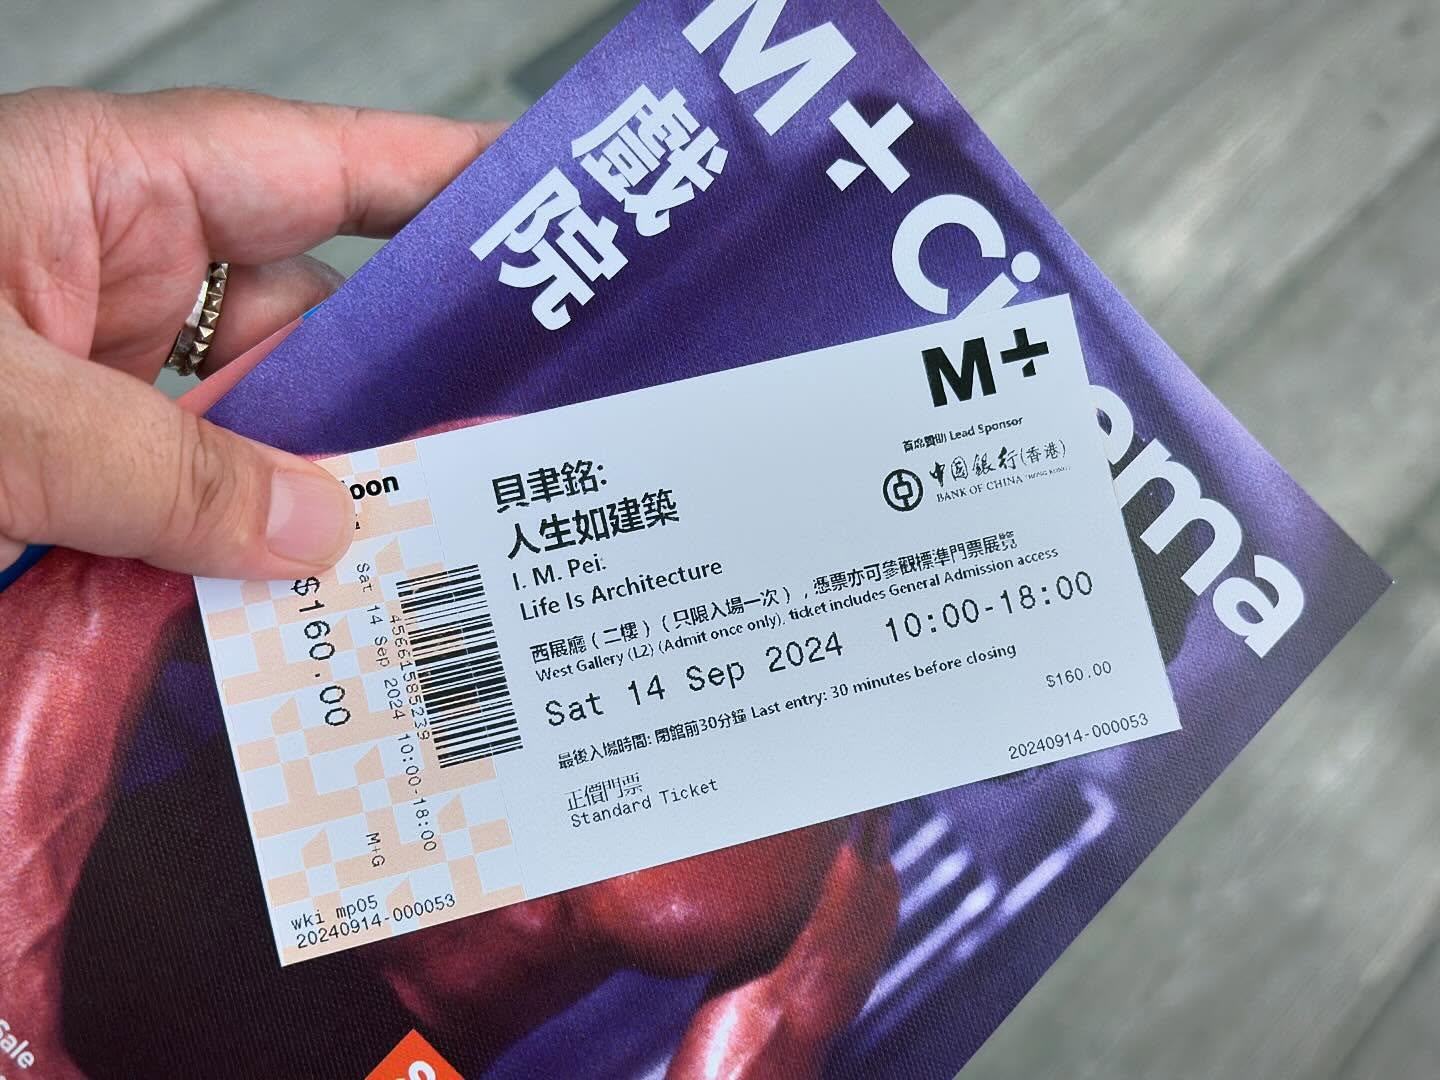 M+ Cinema
戲院
M+
首席贊助 Lead Sponsor
中国銀行(香港)
BANK OF CHINA (HONG KONG)
貝聿銘:
人生如建築
I. M. Pei:
Life Is Architecture
西展廳（二樓）（只限入場一次），憑票亦可參觀標準門票展覽
West Gallery (L2) (Admit once only), ticket includes General Admission access
Sat 14 Sep 2024 10:00-18:00
最後入場時間: 閉館前30分鐘 Last entry: 30 minutes before closing
$160.00
正價門票
Standard Ticket
20240914-000053
oon
$160.00
Sat 14 Sep 2024 10:00-18:00 M+G
wki mp05
20240914-000053
Sale